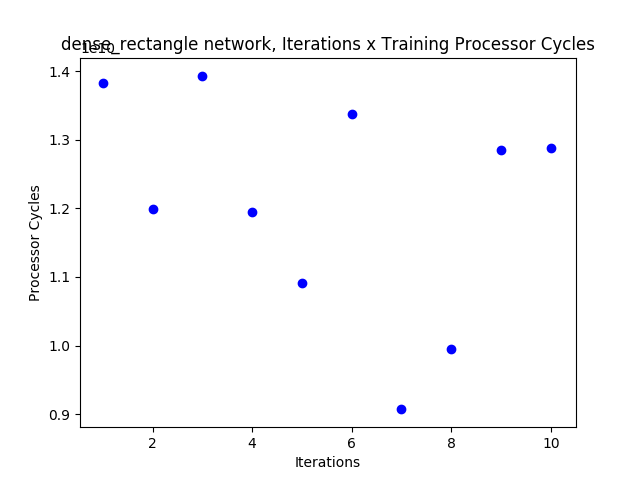 dense_rectangle network, Iterations x Training Processor Cycles
1e10
1.4
1.3
1.2
1.1
1.0
0.9
Processor Cycles
2 4 6 8 10
Iterations